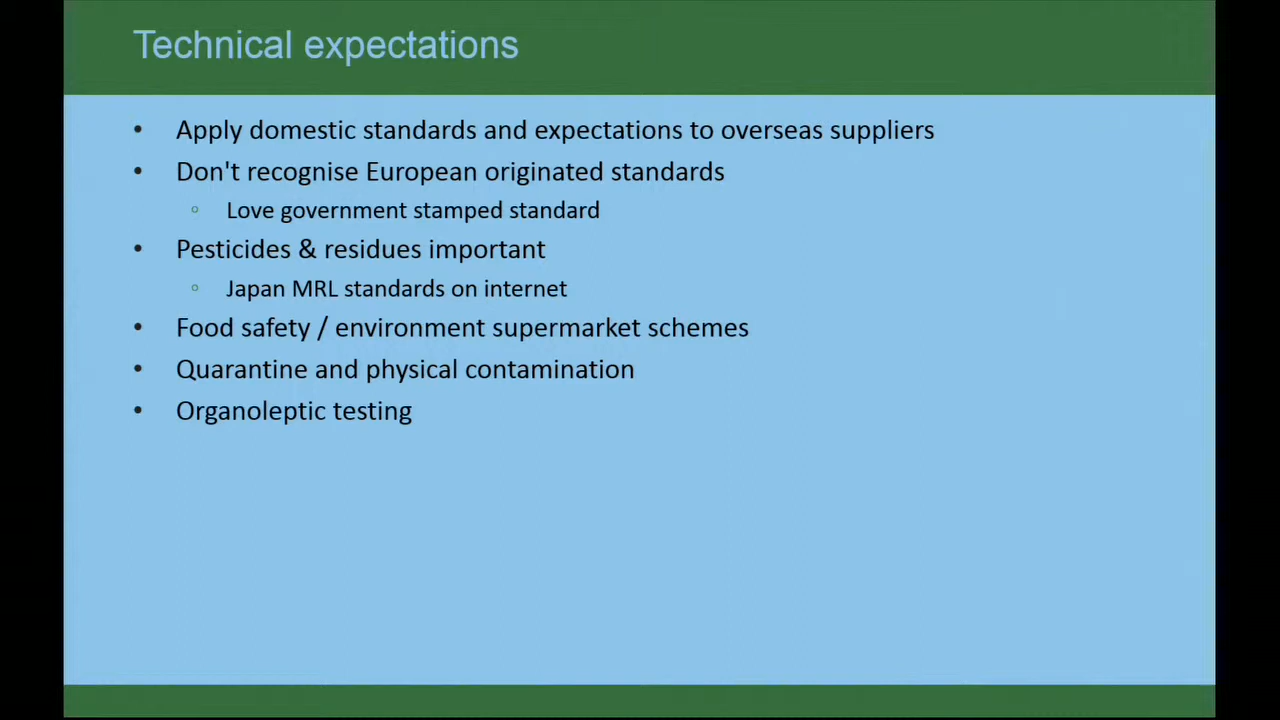 Technical expectations
• Apply domestic standards and expectations to overseas suppliers
• Don't recognise European originated standards
◦ Love government stamped standard
• Pesticides & residues important
◦ Japan MRL standards on internet
• Food safety / environment supermarket schemes
• Quarantine and physical contamination
• Organoleptic testing